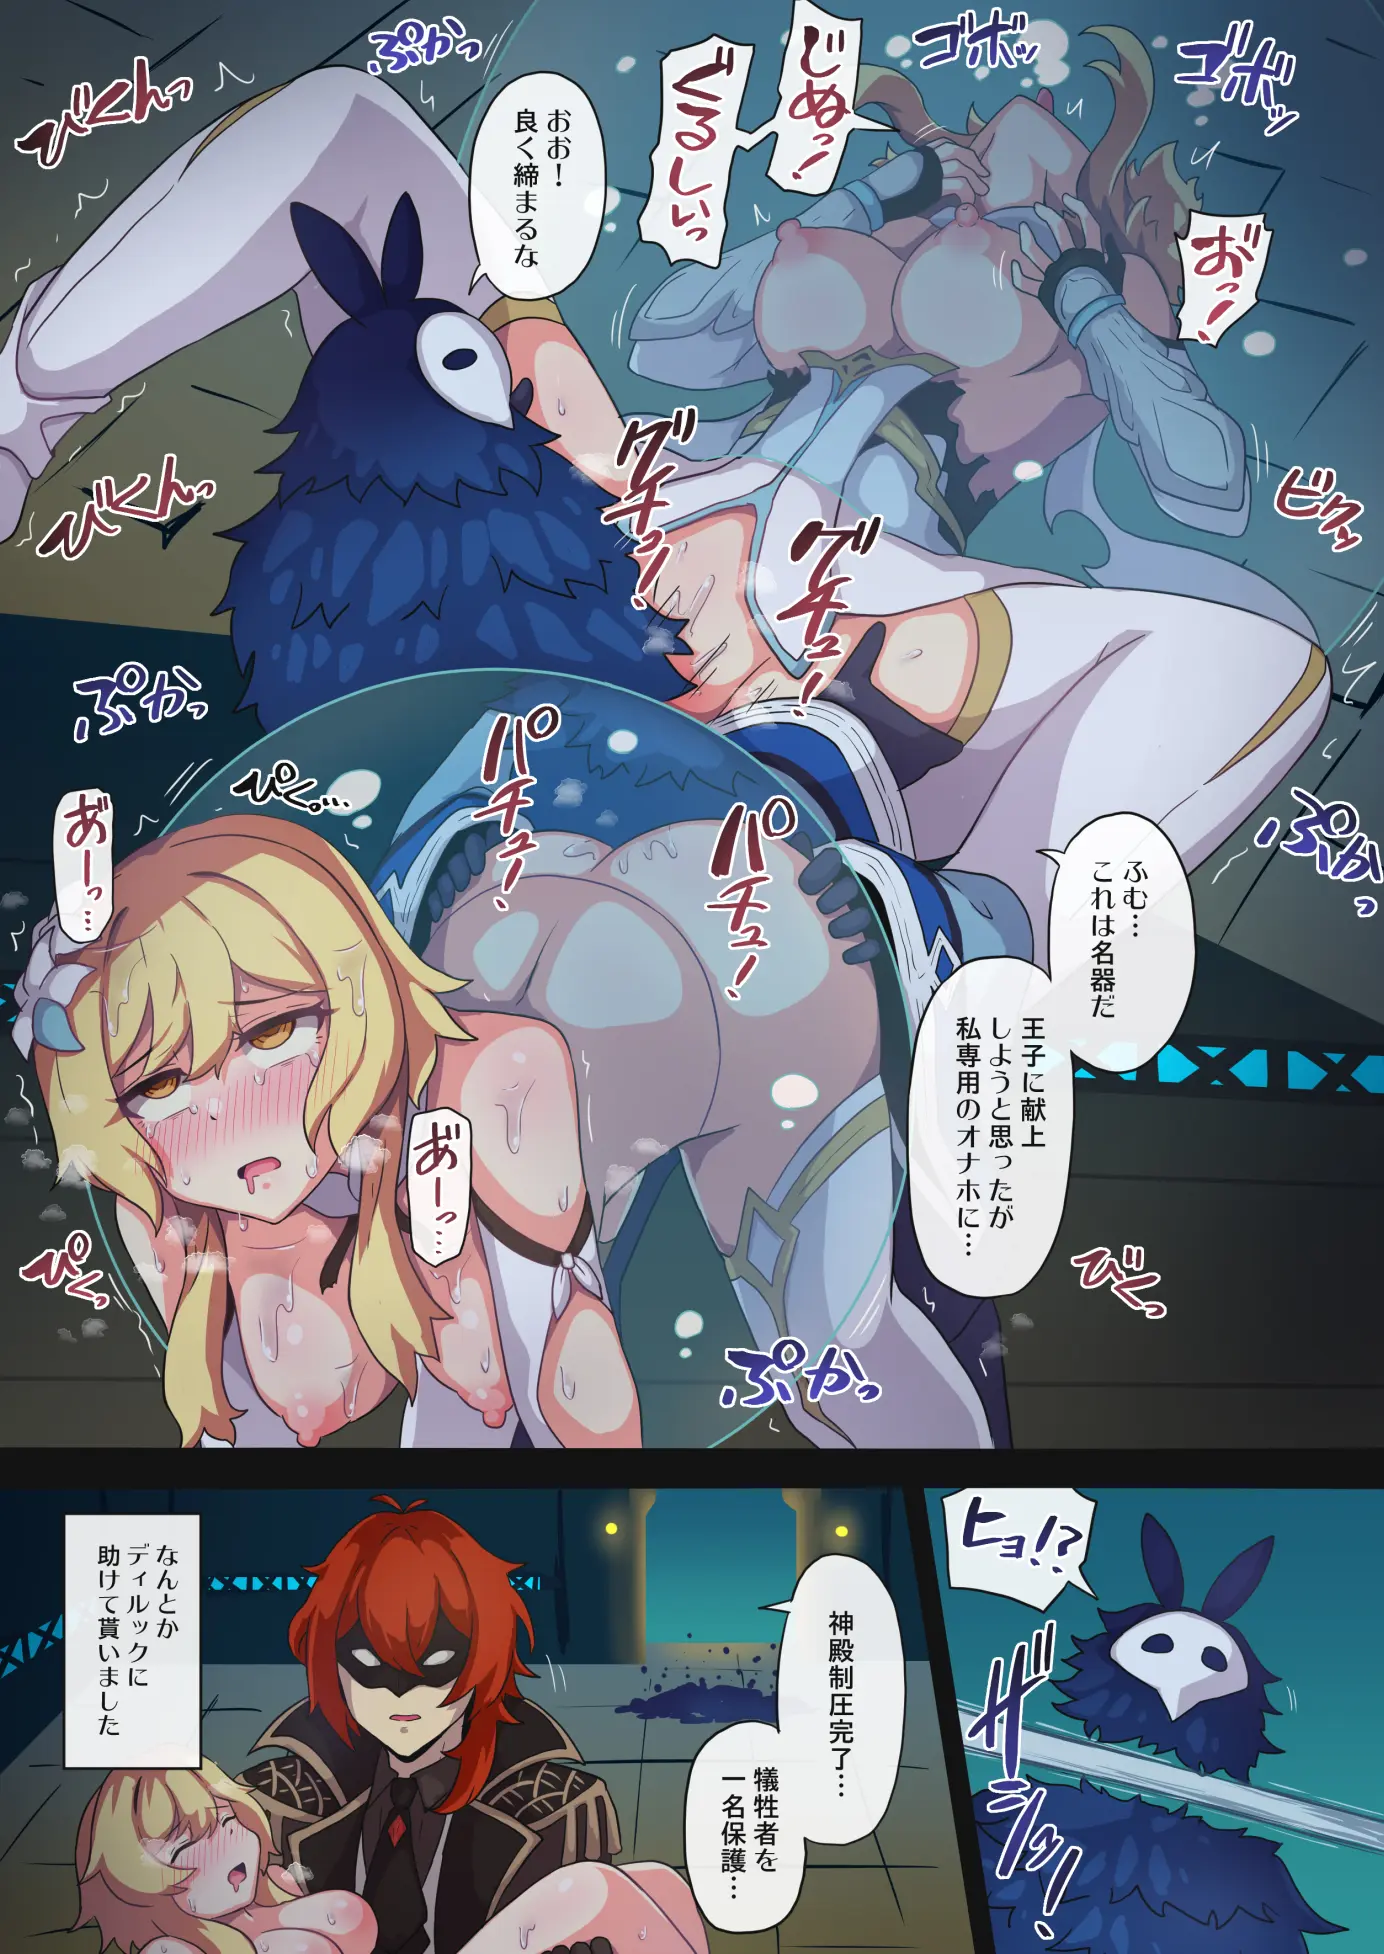 ゴボッ
ゴボッ
じぬっ!
ぐるしぃっ
お゛っ!
おお!
良く締まるな
ぷかっ
びくんっ
びくんっ
ビクッ
グチュ!
グチュ!
ぷかっ
ぷかっ
ふむ…
これは名器だ
王子に献上
しようと思ったが
私専用のオナホに…
パチュ!
パチュ!
ぴく。…
あ゛ーっ…
あ゛ーっ…
ぴくっ
びくっ
ぷかっ
ヒョ!?
ザシュ!
神殿制圧完了…
犠牲者を
一名保護…
なんとか
ディルックに
助けて貰いました